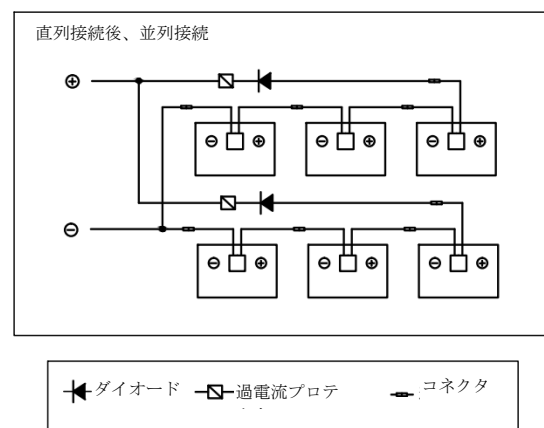 直列接続後、並列接続
ダイオード
過電流プロテ
コネクタ